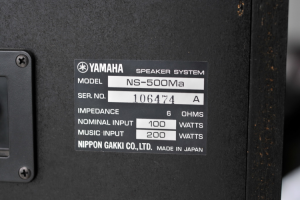 YAMAHA SPEAKER SYSTEM
MODEL NS-500Ma
SER. NO. 106474 A
IMPEDANCE 6 OHMS
NOMINAL INPUT 100 WATTS
MUSIC INPUT 200 WATTS
NIPPON GAKKI CO., LTD. MADE IN JAPAN